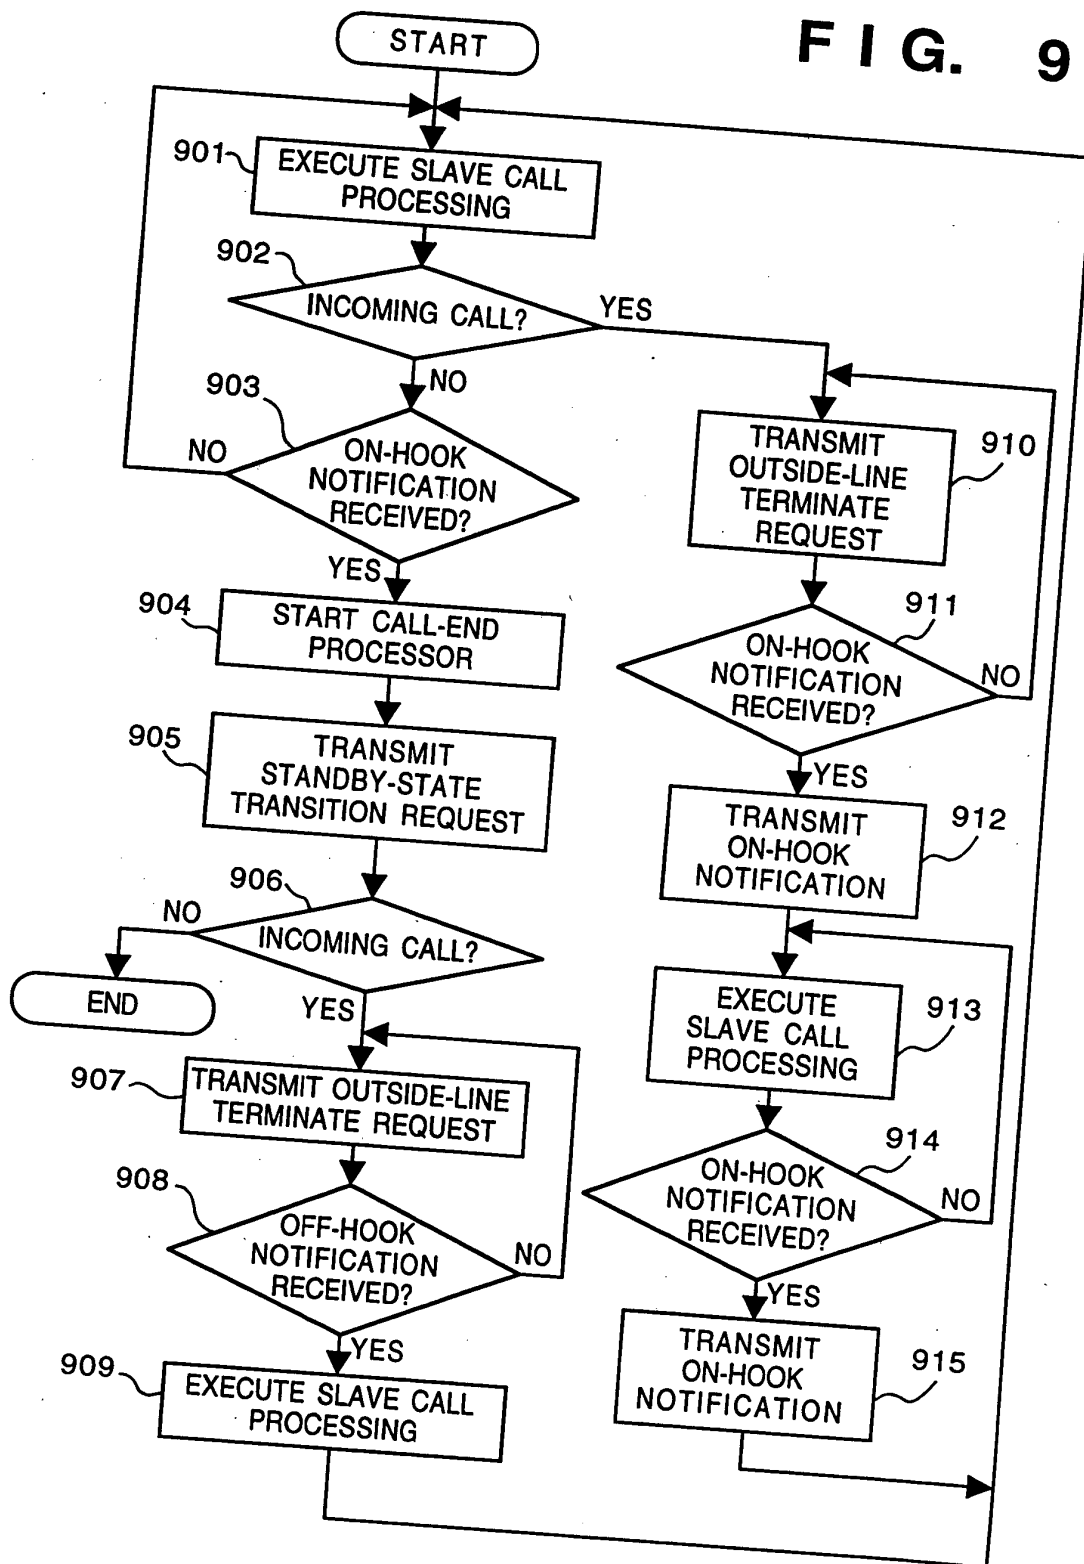 FIG. 9
START
901
EXECUTE SLAVE CALL
PROCESSING
902
INCOMING CALL?
YES
NO
903
ON-HOOK
NOTIFICATION
RECEIVED?
NO
YES
904
START CALL-END
PROCESSOR
905
TRANSMIT
STANDBY-STATE
TRANSITION REQUEST
906
INCOMING CALL?
NO
END
YES
907
TRANSMIT OUTSIDE-LINE
TERMINATE REQUEST
908
OFF-HOOK
NOTIFICATION
RECEIVED?
NO
YES
909
EXECUTE SLAVE CALL
PROCESSING
TRANSMIT
OUTSIDE-LINE
TERMINATE
REQUEST
910
911
ON-HOOK
NOTIFICATION
RECEIVED?
NO
YES
TRANSMIT
ON-HOOK
NOTIFICATION
912
EXECUTE
SLAVE CALL
PROCESSING
913
914
ON-HOOK
NOTIFICATION
RECEIVED?
NO
YES
TRANSMIT
ON-HOOK
NOTIFICATION
915